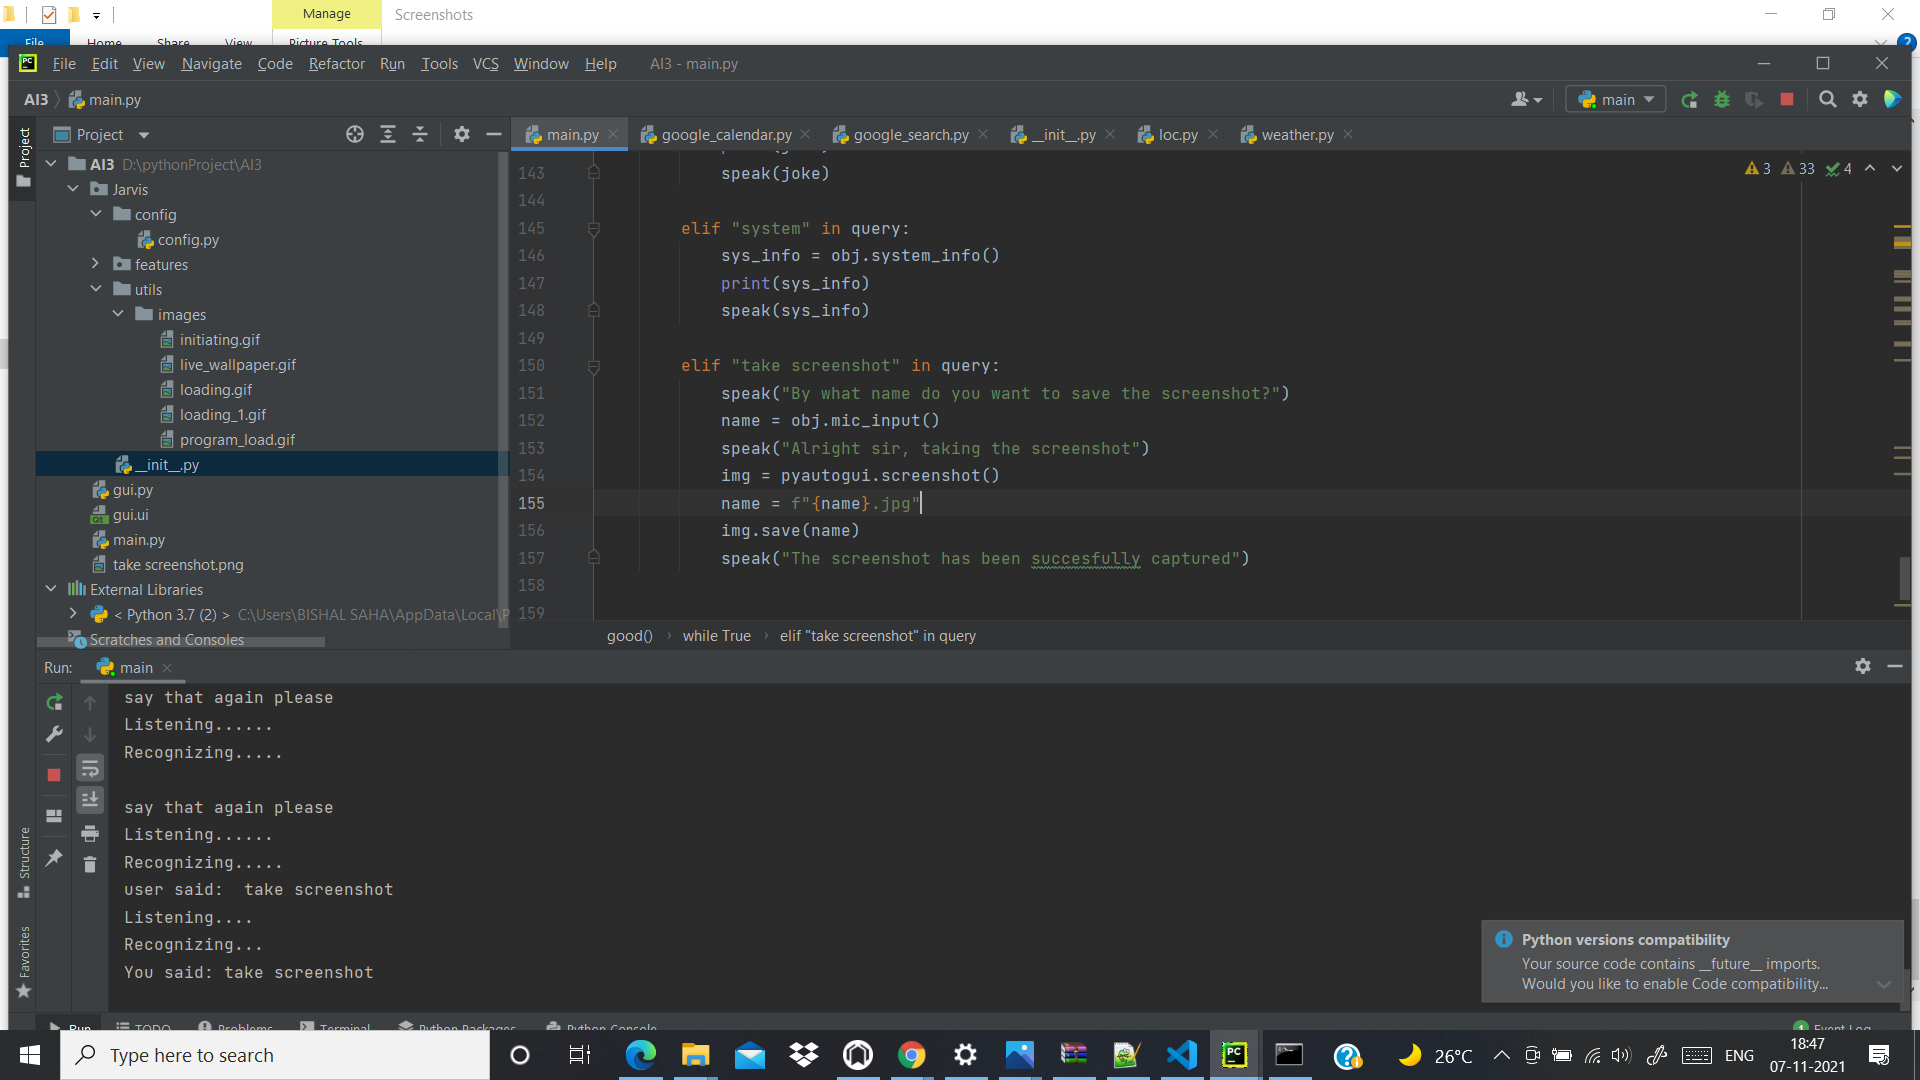 Manage
Screenshots
File Home Share View Picture Tools
File Edit View Navigate Code Refactor Run Tools VCS Window Help AI3 - main.py
AI3 main.py
main
Project
Project
main.py google_calendar.py google_search.py __init__.py loc.py weather.py
AI3 D:\pythonProject\AI3
Jarvis
config
config.py
features
utils
images
initiating.gif
live_wallpaper.gif
loading.gif
loading_1.gif
program_load.gif
__init__.py
gui.py
gui.ui
main.py
take screenshot.png
External Libraries
< Python 3.7 (2) > C:\Users\BISHAL SAHA\AppData\Local\P
Scratches and Consoles
3 33 4
143 speak(joke)
144
145 elif "system" in query:
146 sys_info = obj.system_info()
147 print(sys_info)
148 speak(sys_info)
149
150 elif "take screenshot" in query:
151 speak("By what name do you want to save the screenshot?")
152 name = obj.mic_input()
153 speak("Alright sir, taking the screenshot")
154 img = pyautogui.screenshot()
155 name = f"{name}.jpg"
156 img.save(name)
157 speak("The screenshot has been succesfully captured")
158
159
good() › while True › elif "take screenshot" in query
Run: main
say that again please
Listening......
Recognizing.....
say that again please
Listening......
Recognizing.....
user said:  take screenshot
Listening....
Recognizing...
You said: take screenshot
Structure
Favorites
Python versions compatibility
Your source code contains __future__ imports.
Would you like to enable Code compatibility...
Run TODO Problems Terminal Python Packages Python Console 1 Event Log
Type here to search
PC
26°C
ENG
18:47
07-11-2021